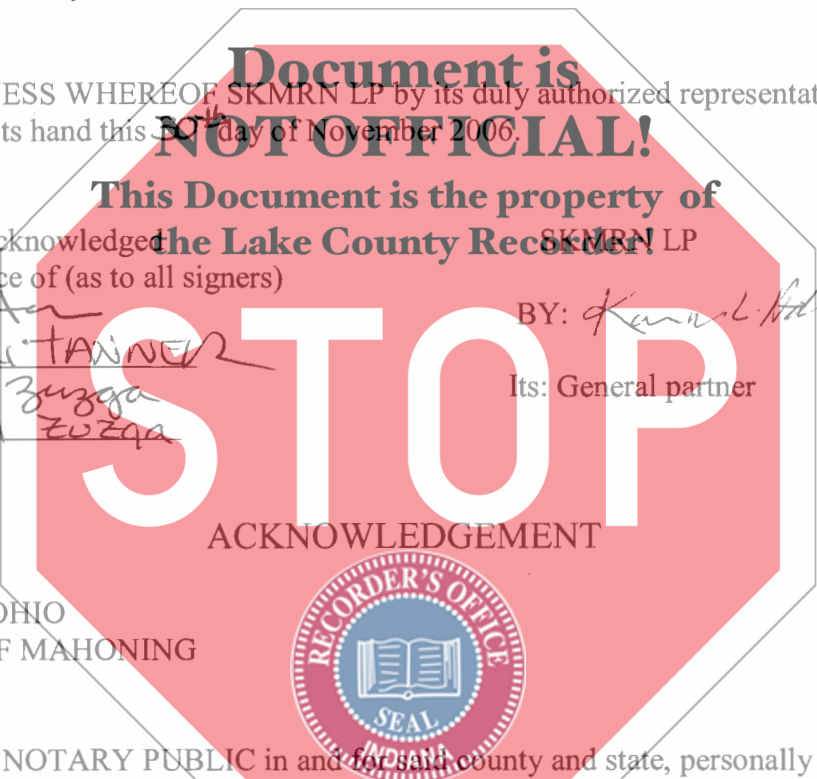 Document is
ESS WHEREOF SKMRN LP by its duly authorized representat
ts hand this 30th day of November 2006.
NOT OFFICIAL!
This Document is the property of
the Lake County Recorder!
cknowledged SKMRN LP
ce of (as to all signers)
BY: L.
TANNER
Its: General partner
Zuzga
Zuzga
STOP
ACKNOWLEDGEMENT
RECORDER'S OFFICE
SEAL
INDIANA
OHIO
F MAHONING
NOTARY PUBLIC in and for said county and state, personally